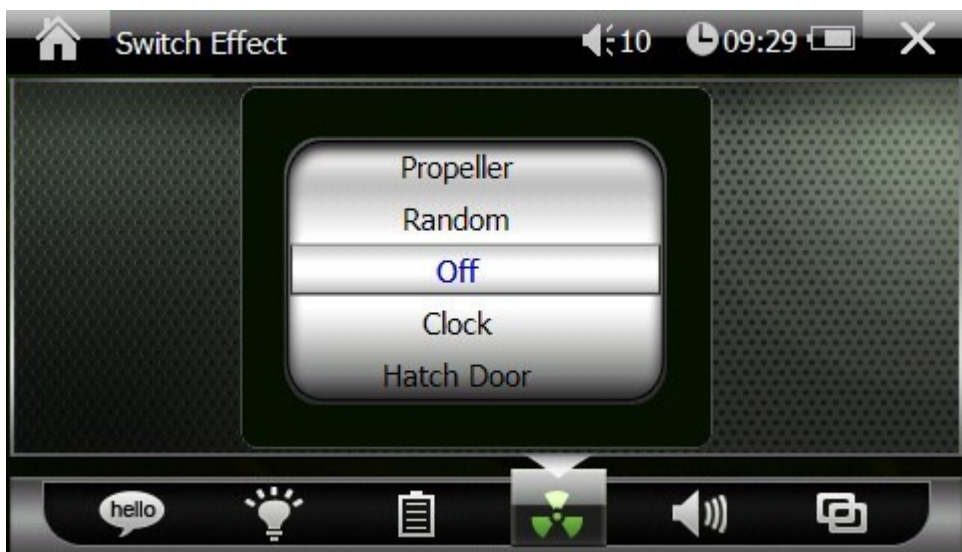 Switch Effect 10 09:29
Propeller
Random
Off
Clock
Hatch Door
hello